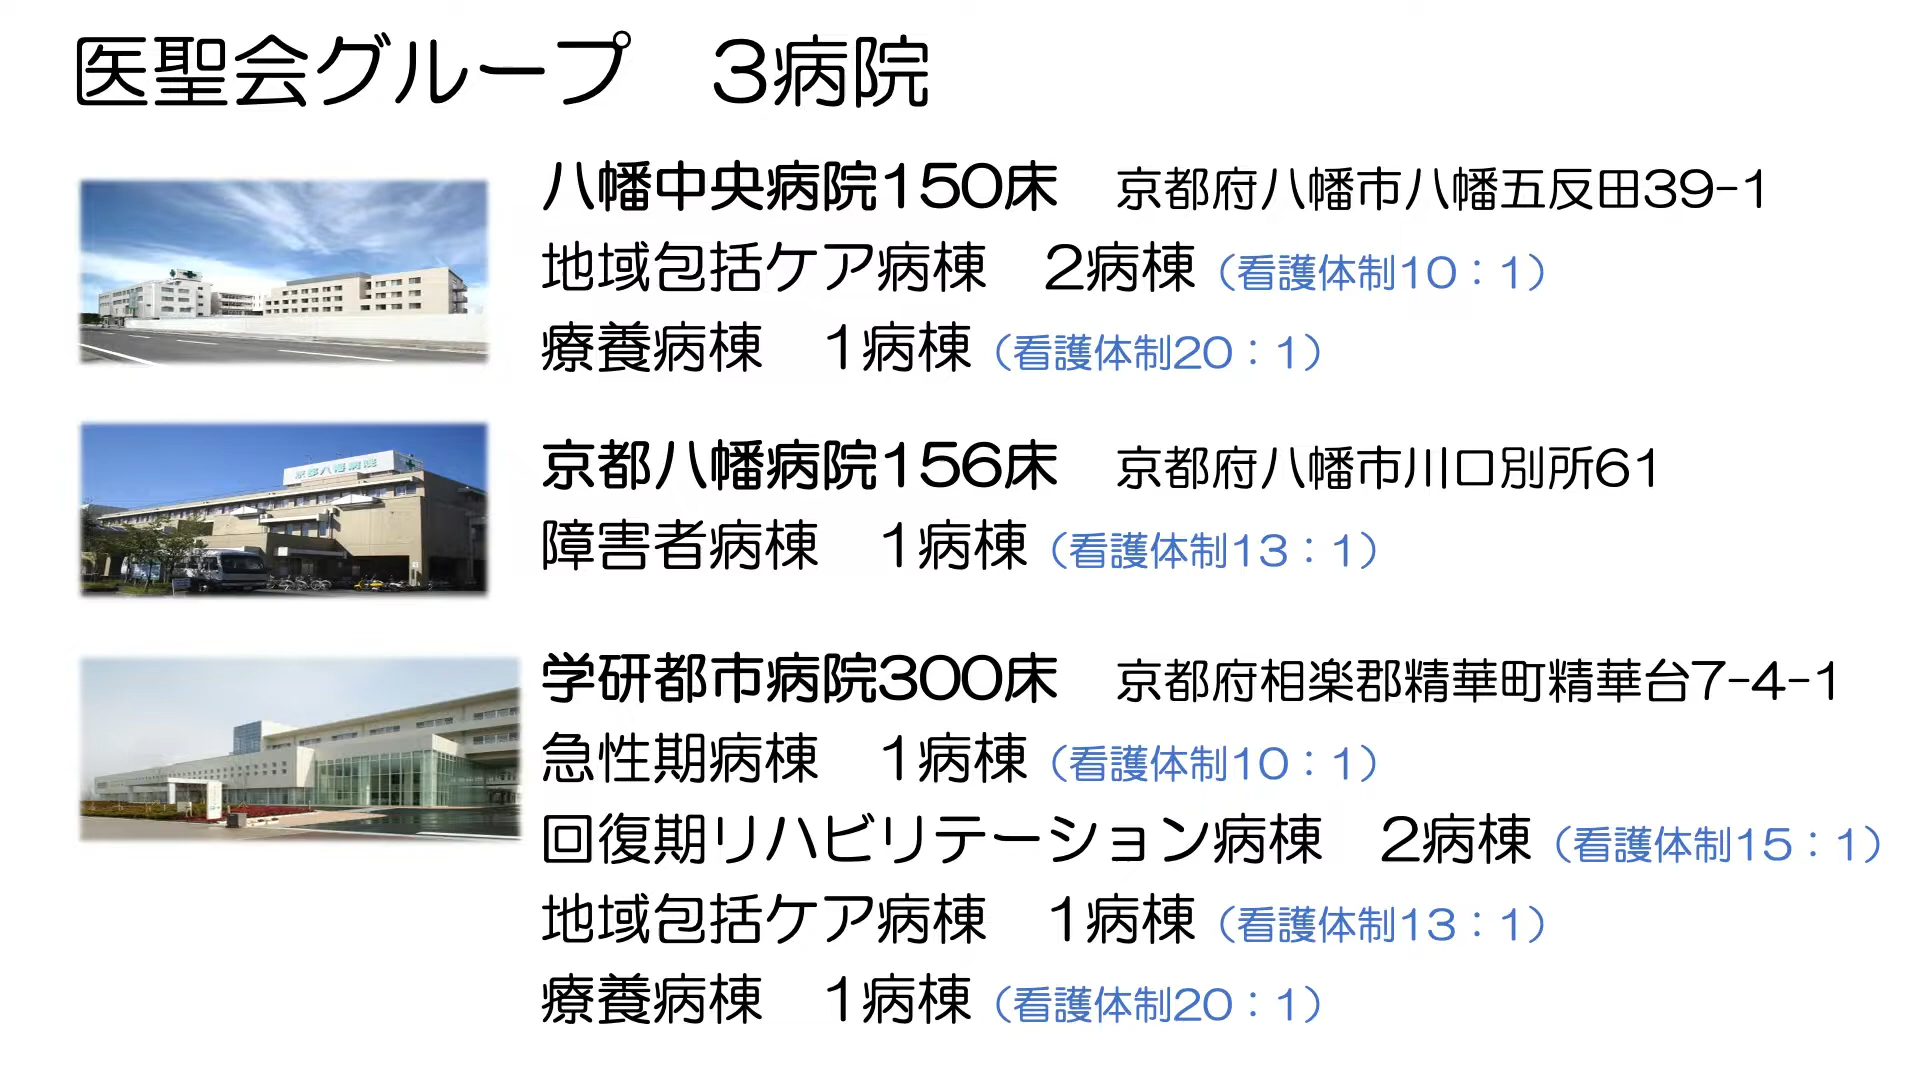 医聖会グループ　3病院
八幡中央病院150床　京都府八幡市八幡五反田39-1
地域包括ケア病棟　2病棟（看護体制10：1）
療養病棟　1病棟（看護体制20：1）
京都八幡病院
京都八幡病院156床　京都府八幡市川口別所61
障害者病棟　1病棟（看護体制13：1）
学研都市病院300床　京都府相楽郡精華町精華台7-4-1
急性期病棟　1病棟（看護体制10：1）
回復期リハビリテーション病棟　2病棟（看護体制15：1）
地域包括ケア病棟　1病棟（看護体制13：1）
療養病棟　1病棟（看護体制20：1）